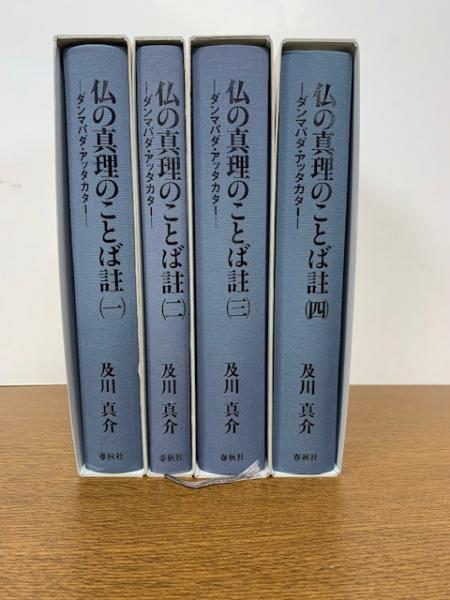 仏の真理のことば註(一)
―ダンマパダ・アッタカター―
及川真介
春秋社
仏の真理のことば註(二)
―ダンマパダ・アッタカター―
及川真介
春秋社
仏の真理のことば註(三)
―ダンマパダ・アッタカター―
及川真介
春秋社
仏の真理のことば註(四)
―ダンマパダ・アッタカター―
及川真介
春秋社